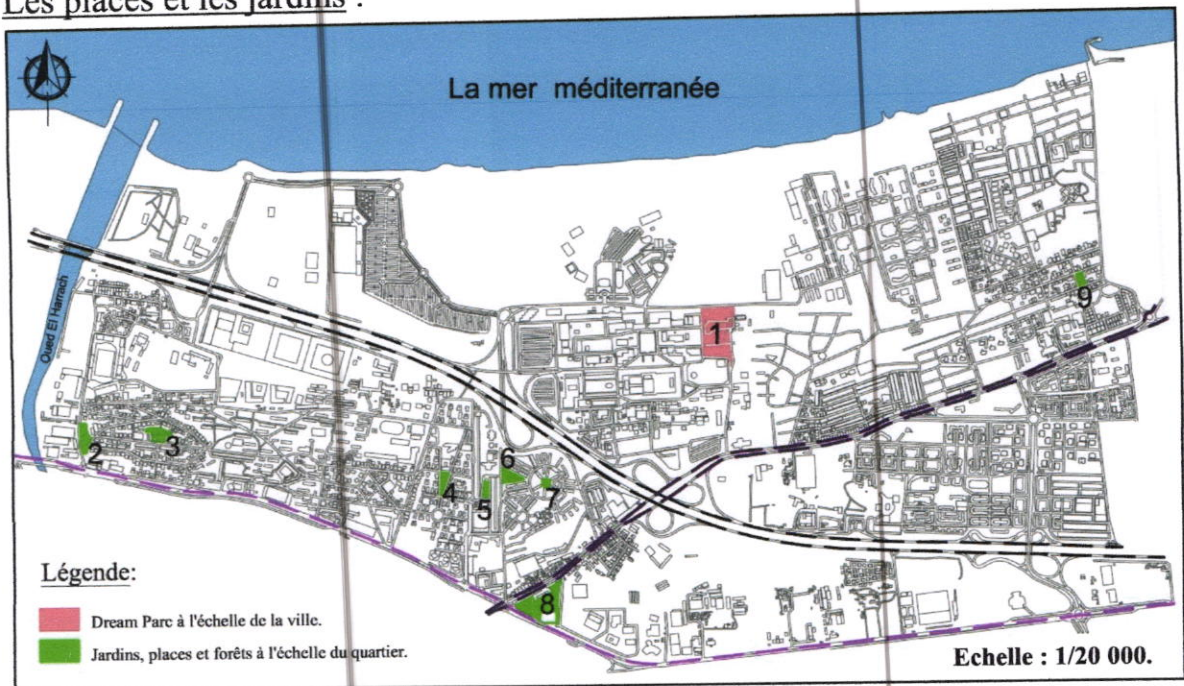 Les places et les jardins :
La mer méditerranée
Oued El Harrach
1
9
2
3
4
5
6
7
8
Légende:
Dream Parc à l'échelle de la ville.
Jardins, places et forêts à l'échelle du quartier.
Echelle : 1/20 000.